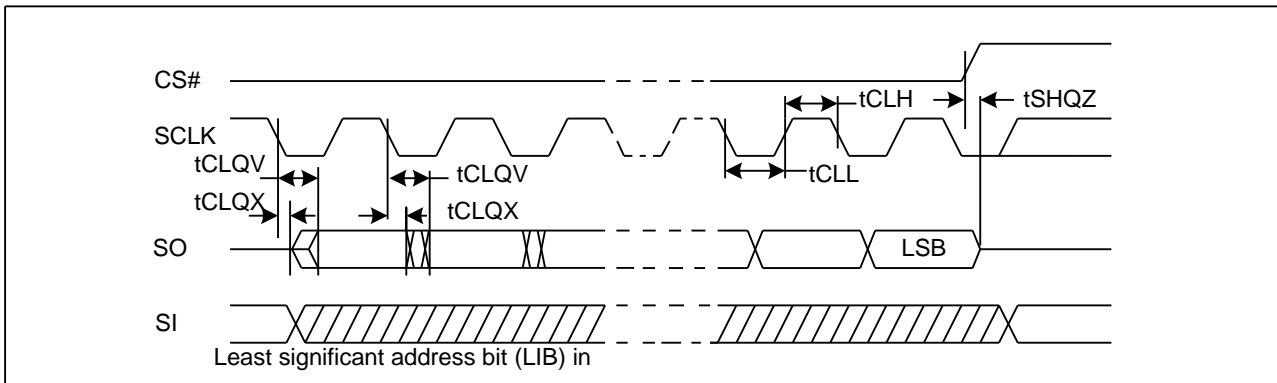 CS#
tCLH
tSHQZ
SCLK
tCLQV
tCLQV
tCLL
tCLQX
tCLQX
SO
LSB
SI
Least significant address bit (LIB) in